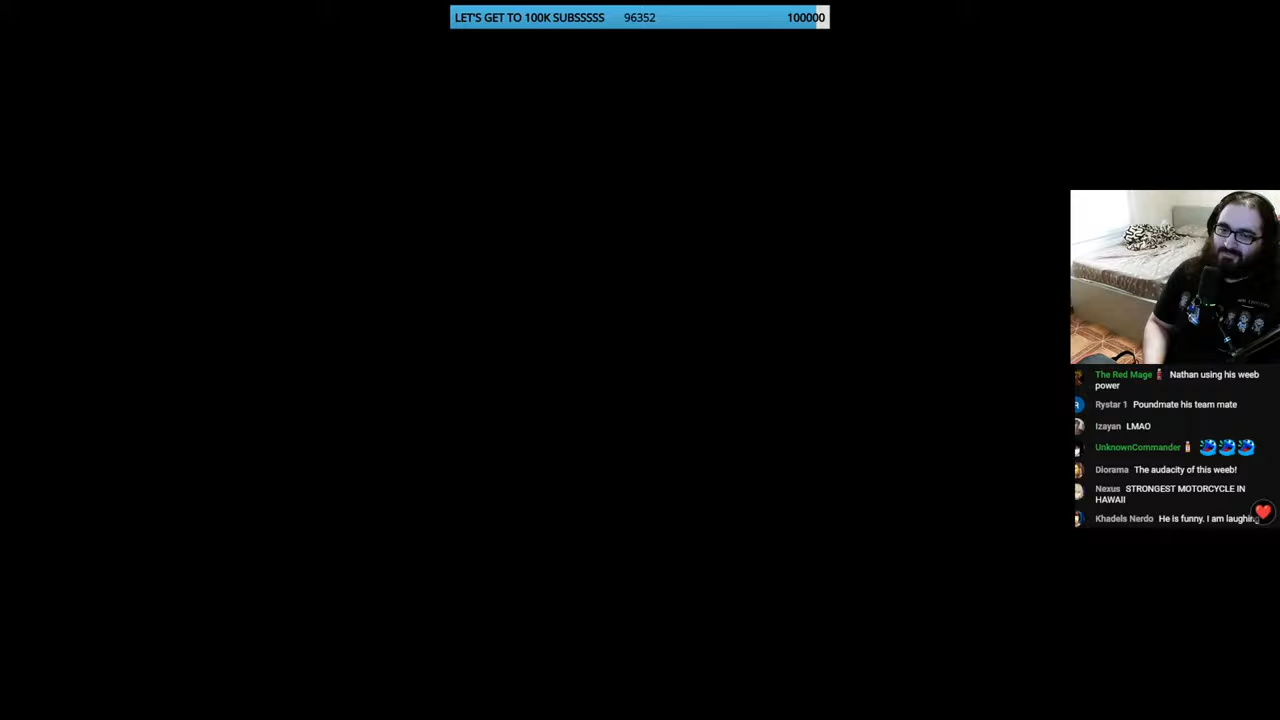 LET'S GET TO 100K SUBSSSSS 96352 100000
The Red Mage Nathan using his weeb
power
Rystar 1 Poundmate his team mate
Izayan LMAO
UnknownCommander
Diorama The audacity of this weeb!
Nexus STRONGEST MOTORCYCLE IN
HAWAII
Khadels Nerdo He is funny. I am laughing